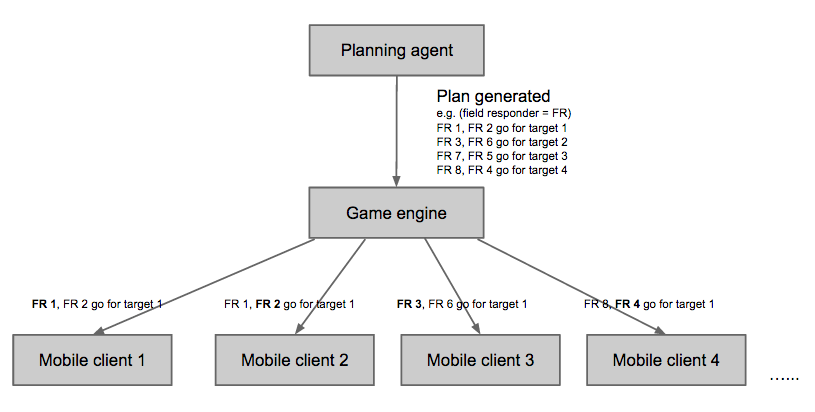 Planning agent
Plan generated
e.g. (field responder = FR)
FR 1, FR 2 go for target 1
FR 3, FR 6 go for target 2
FR 7, FR 5 go for target 3
FR 8, FR 4 go for target 4
Game engine
FR 1, FR 2 go for target 1
FR 1, FR 2 go for target 1
FR 3, FR 6 go for target 1
FR 8, FR 4 go for target 1
Mobile client 1
Mobile client 2
Mobile client 3
Mobile client 4
…...